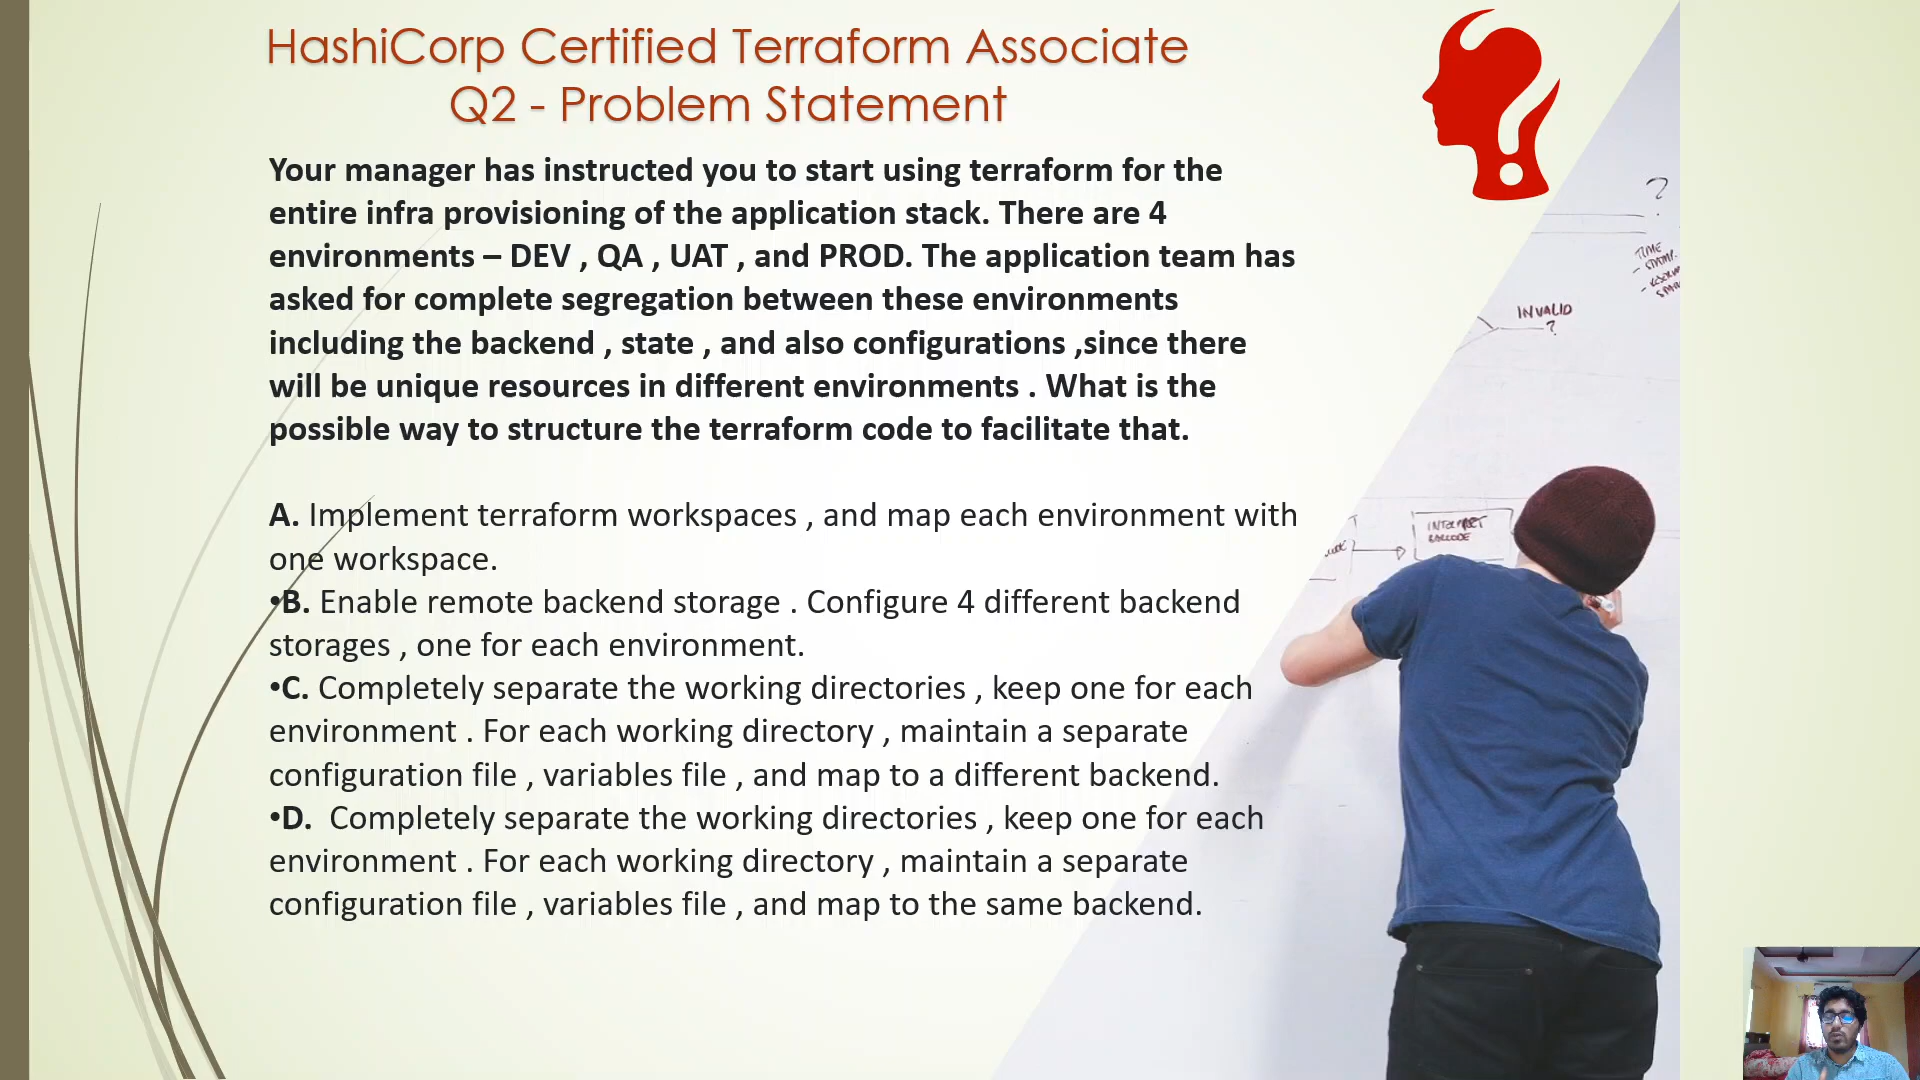 HashiCorp Certified Terraform Associate
Q2 - Problem Statement
Your manager has instructed you to start using terraform for the
entire infra provisioning of the application stack. There are 4
environments – DEV , QA , UAT , and PROD. The application team has
asked for complete segregation between these environments
including the backend , state , and also configurations ,since there
will be unique resources in different environments . What is the
possible way to structure the terraform code to facilitate that.
A. Implement terraform workspaces , and map each environment with
one workspace.
•B. Enable remote backend storage . Configure 4 different backend
storages , one for each environment.
•C. Completely separate the working directories , keep one for each
environment . For each working directory , maintain a separate
configuration file , variables file , and map to a different backend.
•D. Completely separate the working directories , keep one for each
environment . For each working directory , maintain a separate
configuration file , variables file , and map to the same backend.
?
TIME
INVALID
?
INTERPRET
BARCODE